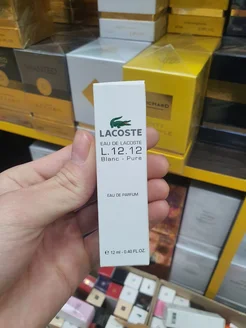 LACOSTE
EAU DE LACOSTE
L.12.12
Blanc - Pure
EAU DE PARFUM
e 12 ml - 0.40 FL.OZ.